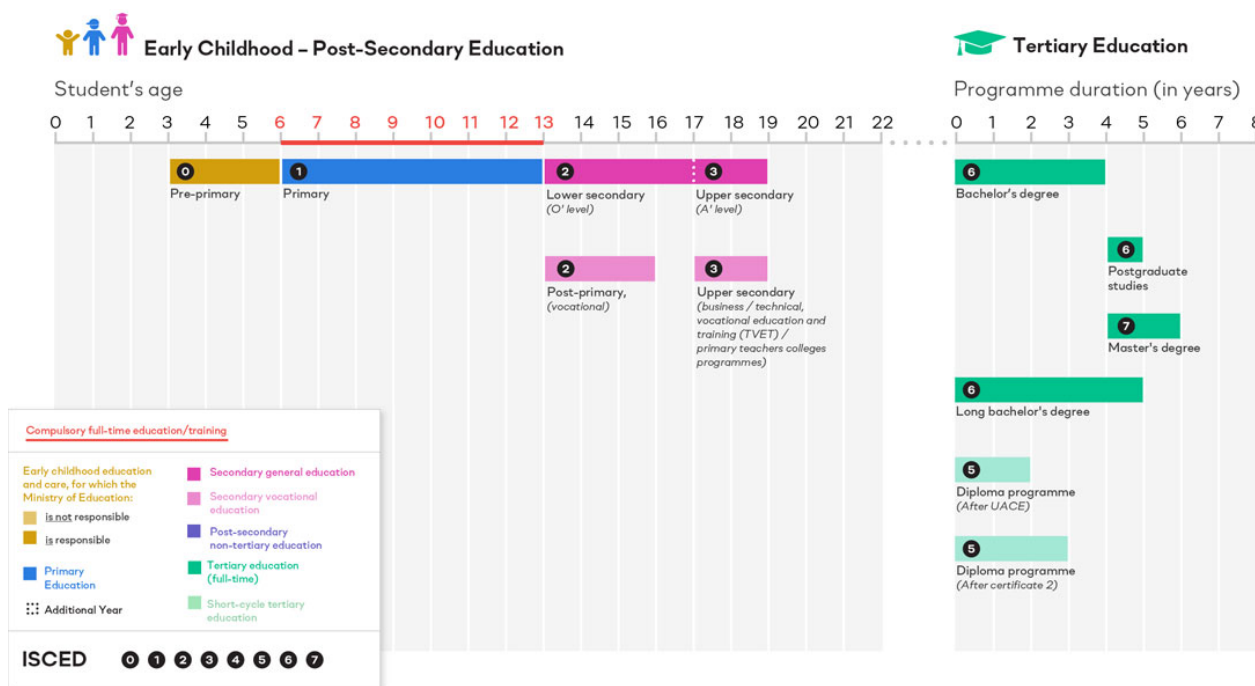 Early Childhood – Post-Secondary Education
Student's age
0 1 2 3 4 5 6 7 8 9 10 11 12 13 14 15 16 17 18 19 20 21 22
0
Pre-primary
1
Primary
2
Lower secondary
(O' level)
3
Upper secondary
(A' level)
2
Post-primary,
(vocational)
3
Upper secondary
(business / technical,
vocational education and
training (TVET) /
primary teachers colleges
programmes)
Tertiary Education
Programme duration (in years)
0 1 2 3 4 5 6 7 8
6
Bachelor's degree
6
Postgraduate
studies
7
Master's degree
6
Long bachelor's degree
5
Diploma programme
(After UACE)
5
Diploma programme
(After certificate 2)
Compulsory full-time education/training
Early childhood education
and care, for which the
Ministry of Education:
is not responsible
is responsible
Primary
Education
Additional Year
Secondary general education
Secondary vocational
education
Post-secondary
non-tertiary education
Tertiary education
(full-time)
Short-cycle tertiary
education
ISCED 0 1 2 3 4 5 6 7